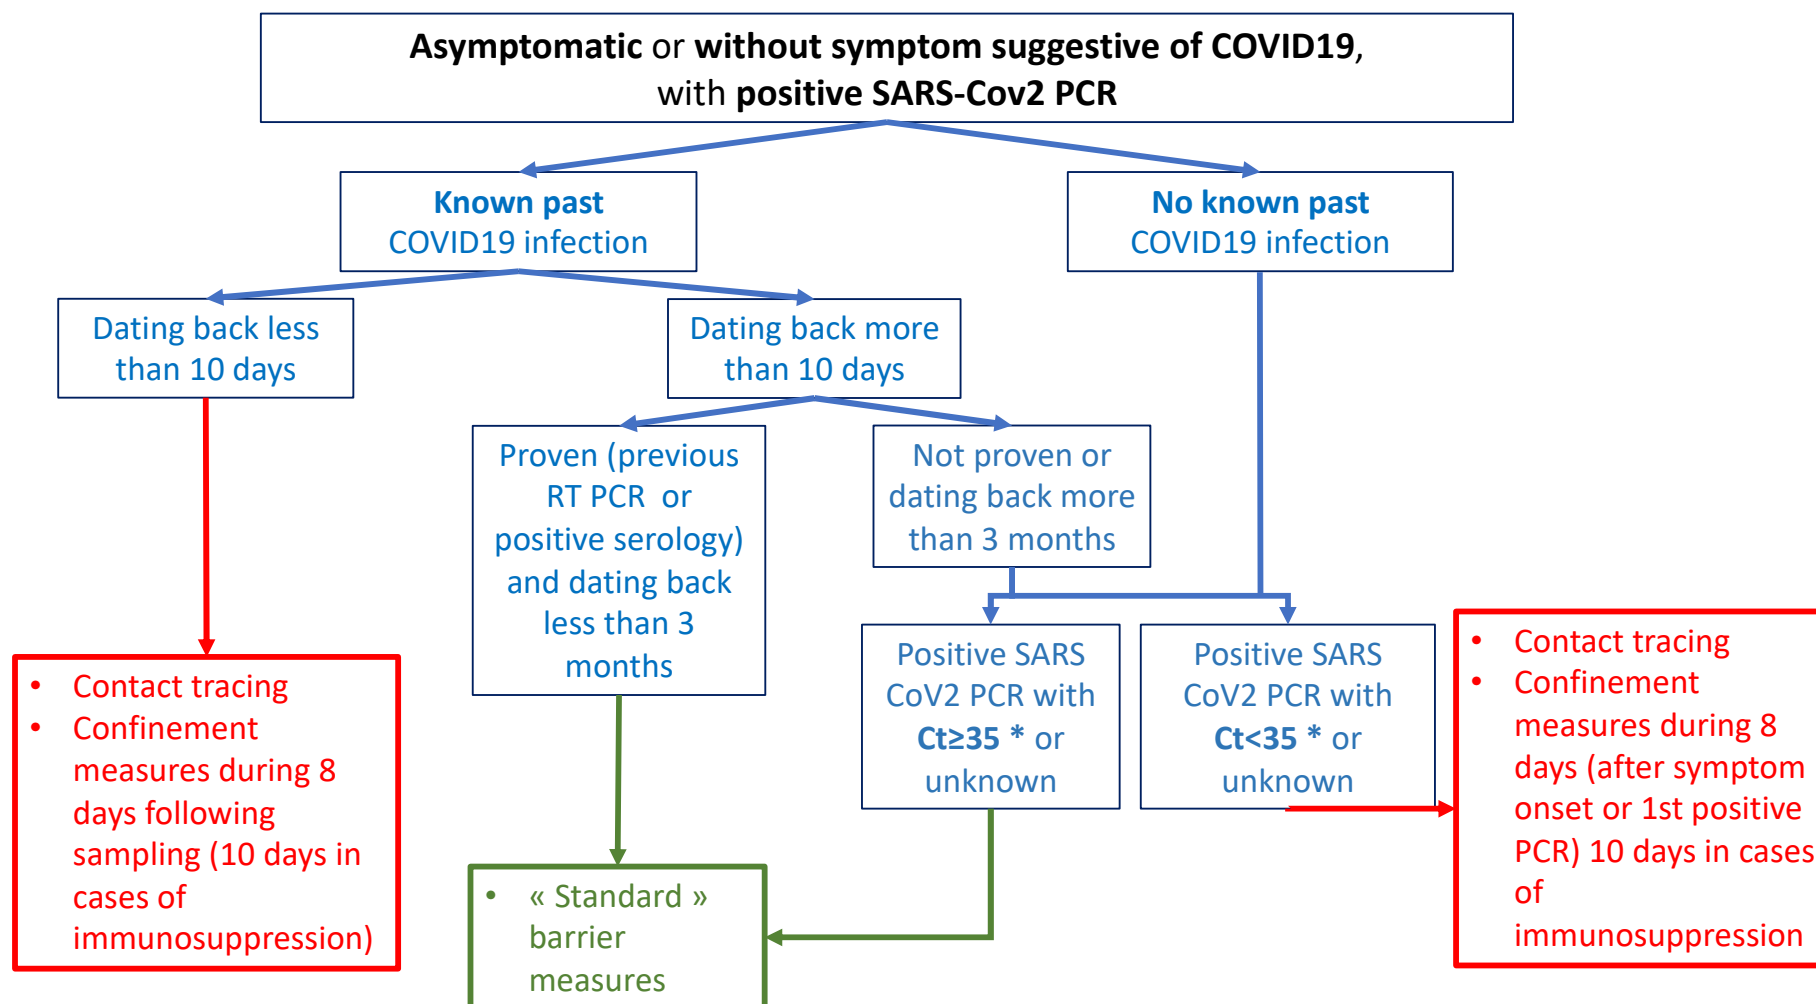 Asymptomatic or without symptom suggestive of COVID19,
with positive SARS-Cov2 PCR
Known past
COVID19 infection
No known past
COVID19 infection
Dating back less
than 10 days
Dating back more
than 10 days
Proven (previous
RT PCR or
positive serology)
and dating back
less than 3
months
Not proven or
dating back more
than 3 months
Positive SARS
CoV2 PCR with
Ct≥35 * or
unknown
Positive SARS
CoV2 PCR with
Ct<35 * or
unknown
• Contact tracing
• Confinement
measures during 8
days following
sampling (10 days in
cases of
immunosuppression)
• « Standard »
barrier
measures
• Contact tracing
• Confinement
measures during 8
days (after symptom
onset or 1st positive
PCR) 10 days in cases
of
immunosuppression